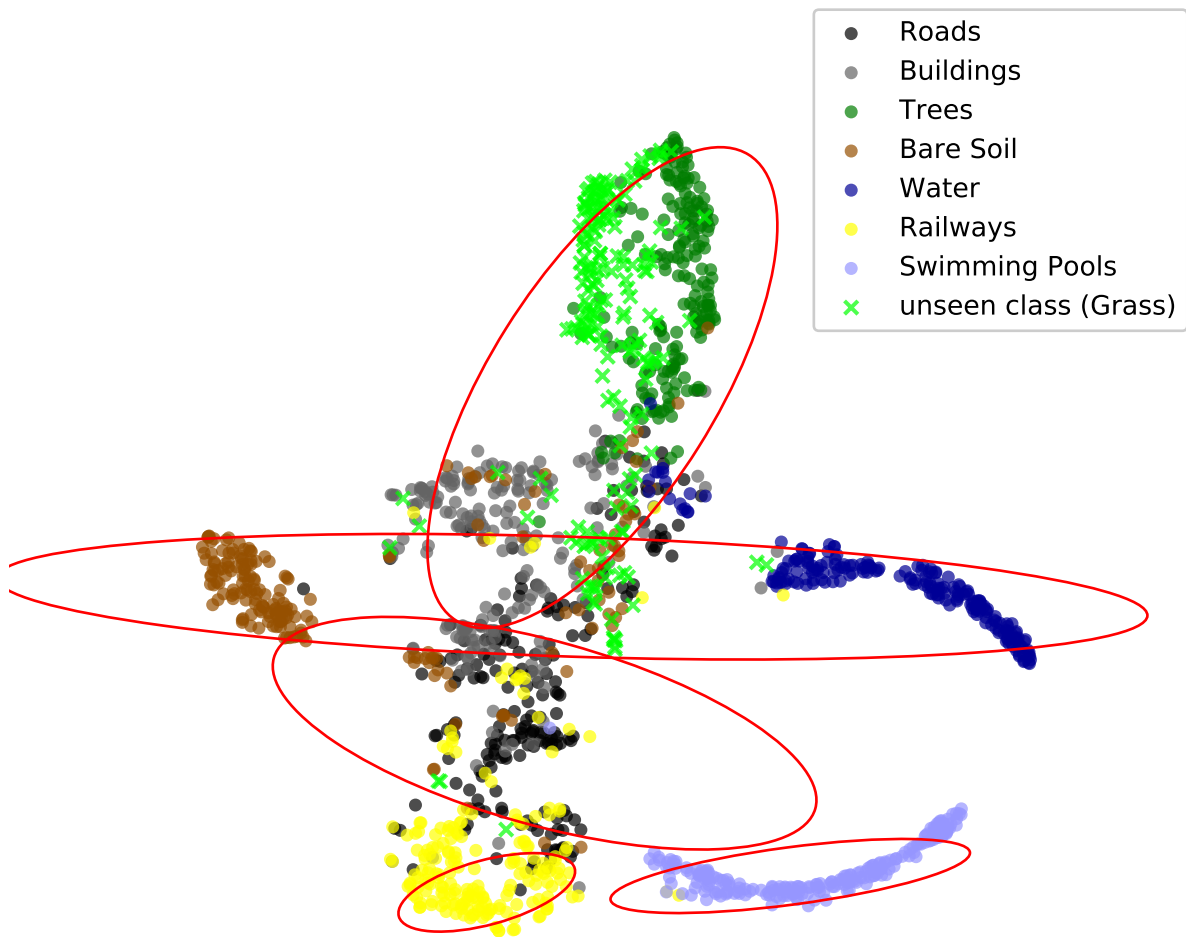 Roads
Buildings
Trees
Bare Soil
Water
Railways
Swimming Pools
unseen class (Grass)